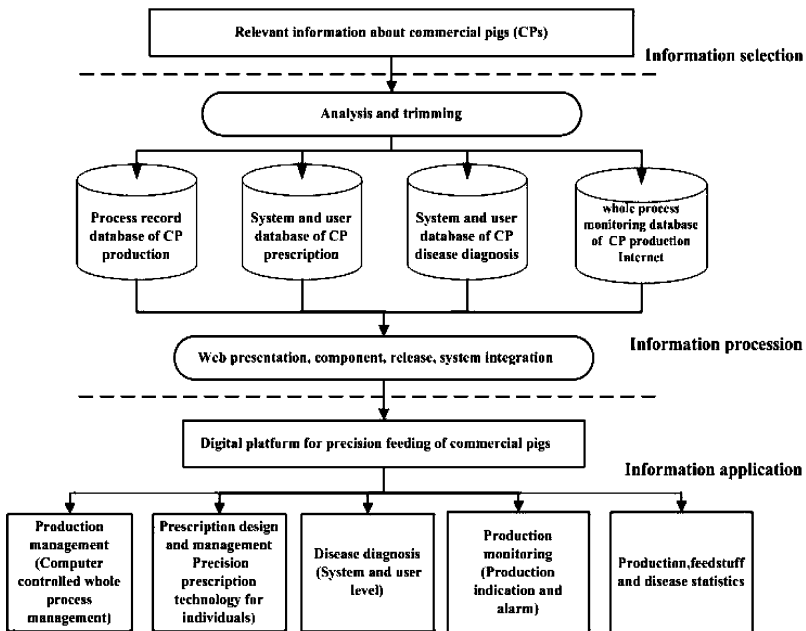 Relevant information about commercial pigs (CPs)
Information selection
Analysis and trimming
Process record
database of CP
production
System and user
database of CP
prescription
System and user
database of CP
disease diagnosis
whole process
monitoring database
of CP production
Internet
Information procession
Web presentation, component, release, system integration
Digital platform for precision feeding of commercial pigs
Information application
Production
management
(Computer
controlled whole
process
management)
Prescription design
and management
Precision
prescription
technology for
individuals)
Disease diagnosis
(System and user
level)
Production
monitoring
(Production
indication and
alarm)
Production,feedstuff
and disease statistics